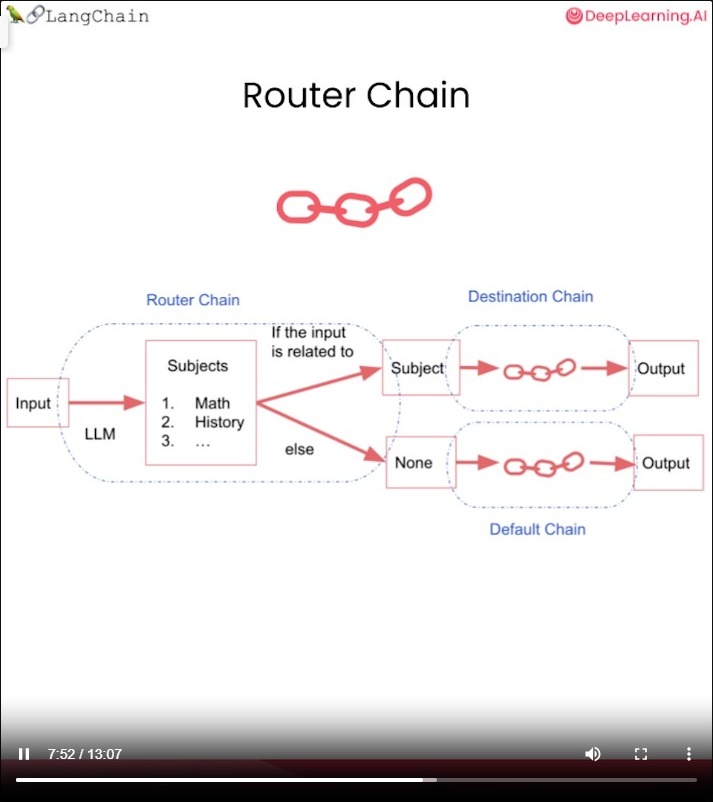 LangChain
DeepLearning.AI
Router Chain
Router Chain
Destination Chain
If the input
is related to
Subjects
1. Math
2. History
3. ...
Input
LLM
else
Subject
Output
None
Output
Default Chain
7:52 / 13:07